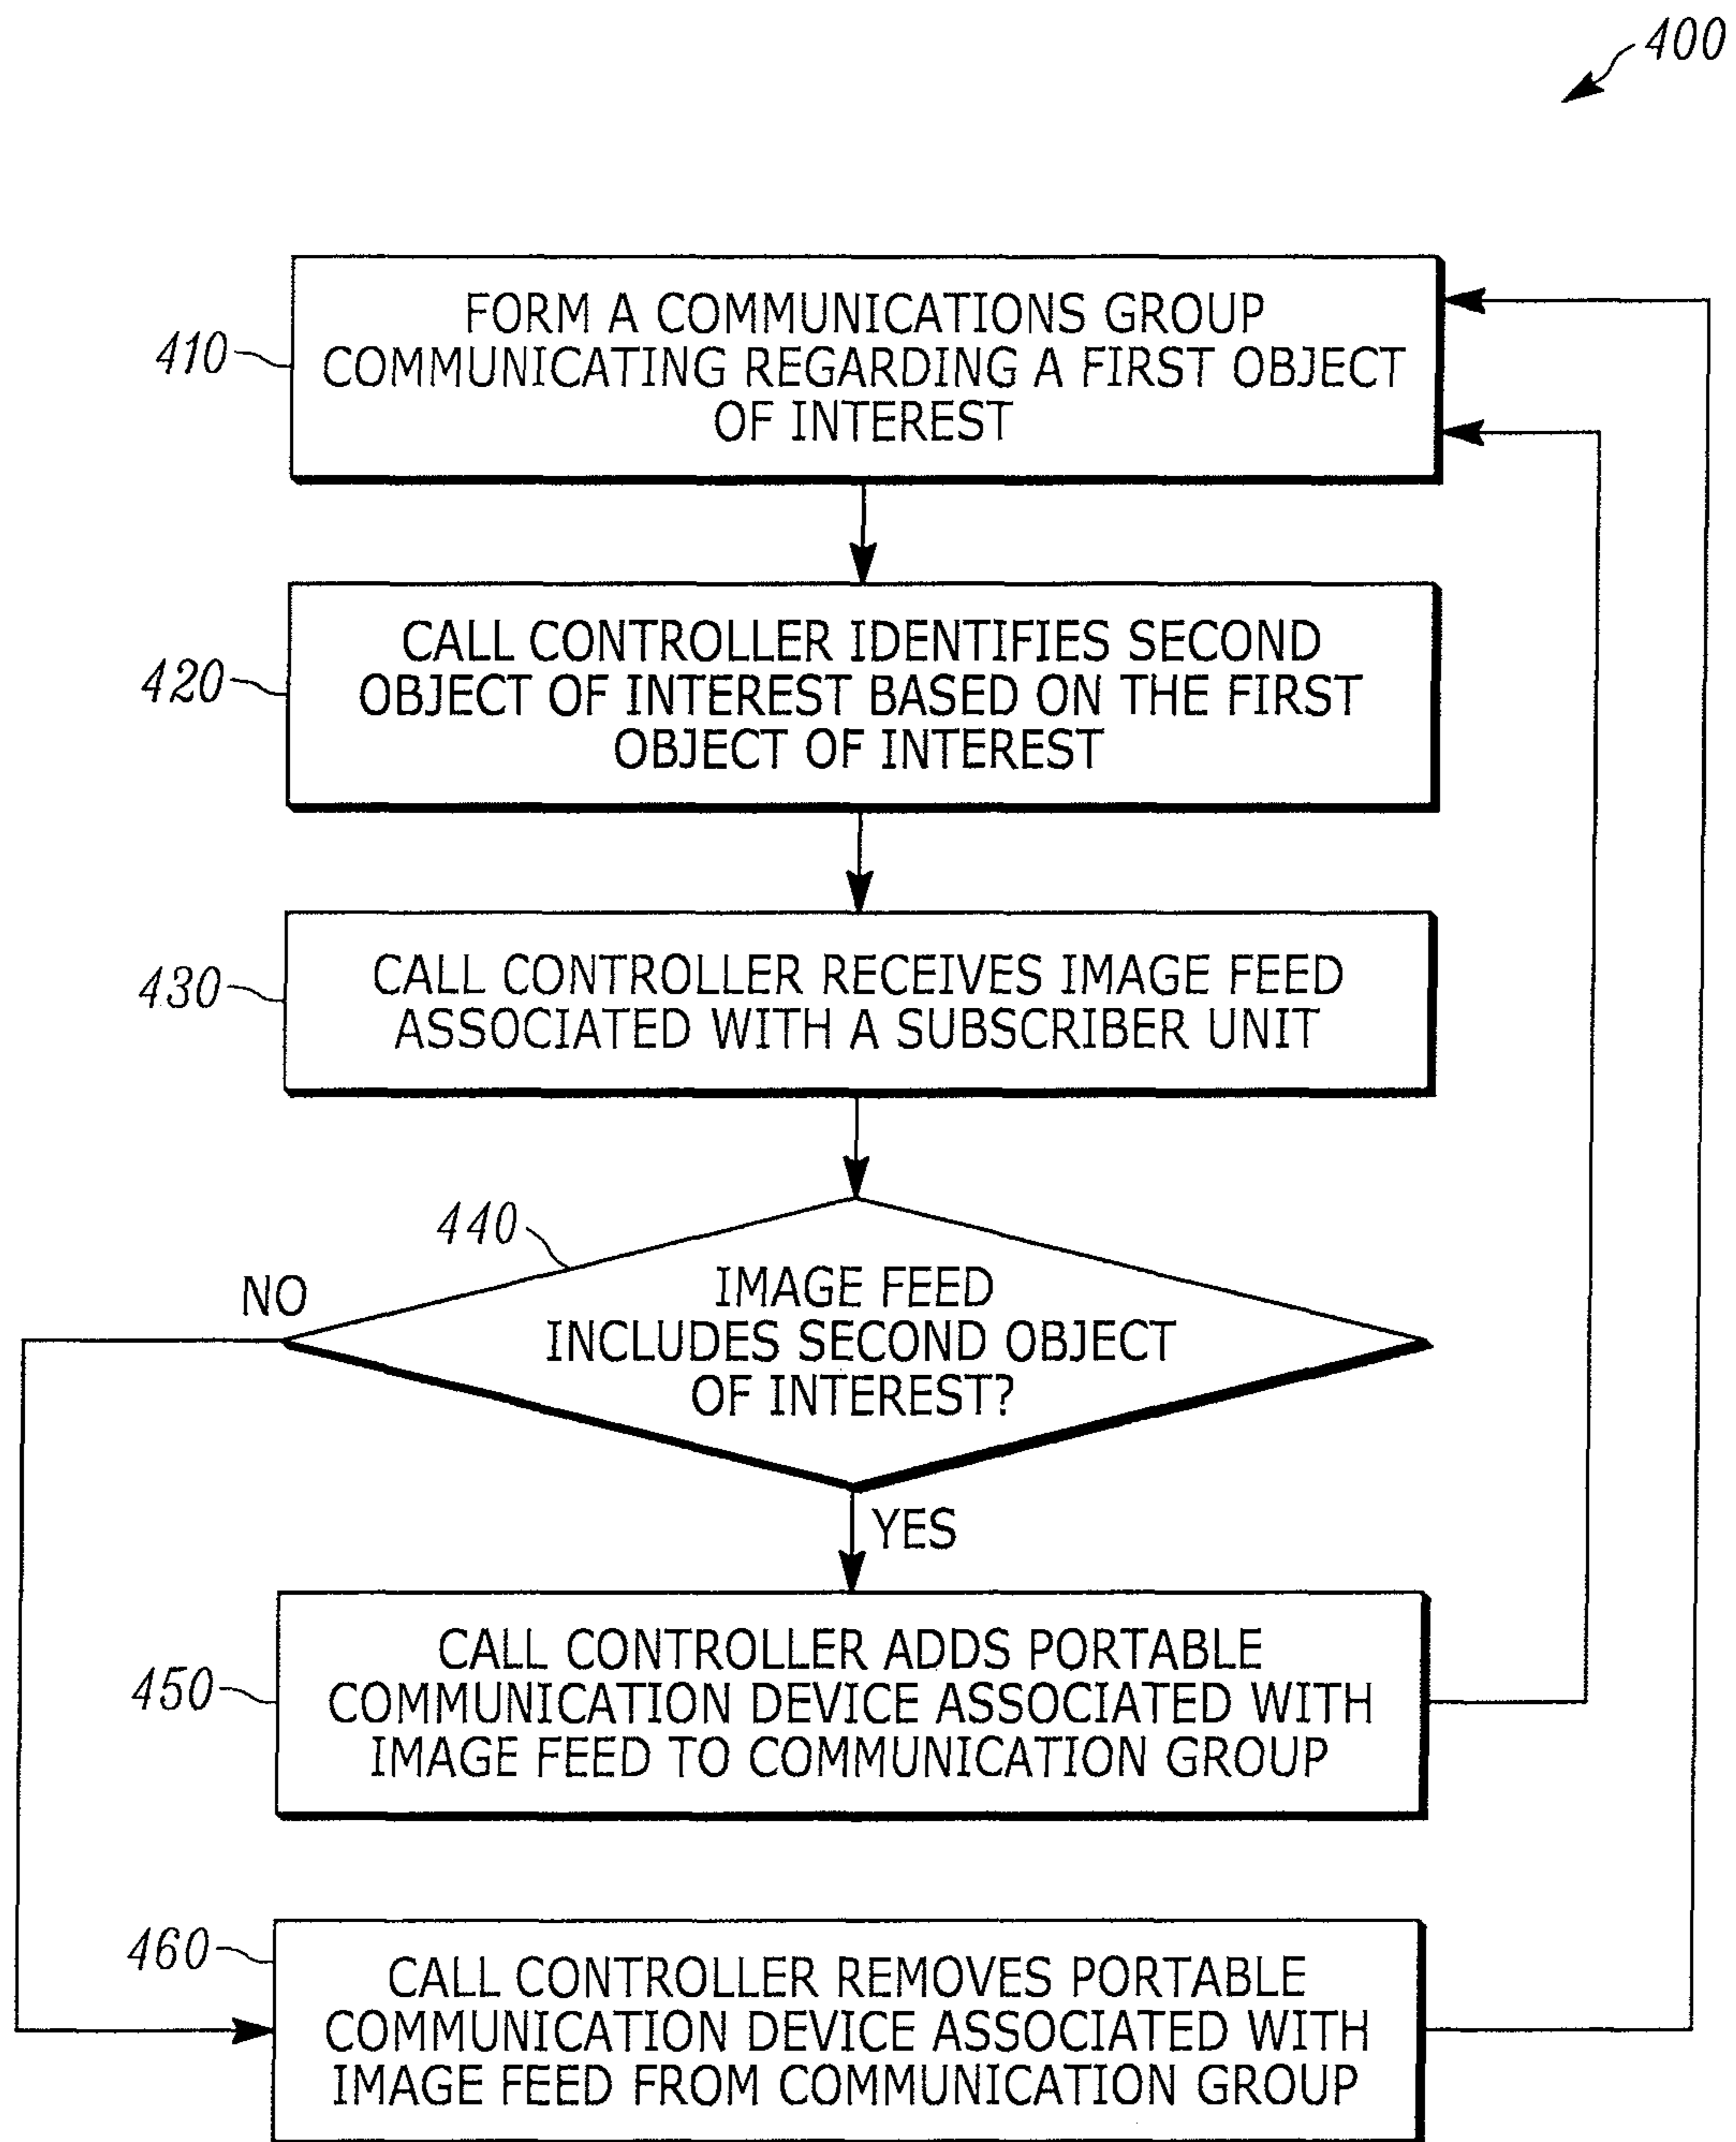 400
410
FORM A COMMUNICATIONS GROUP
COMMUNICATING REGARDING A FIRST OBJECT
OF INTEREST
420
CALL CONTROLLER IDENTIFIES SECOND
OBJECT OF INTEREST BASED ON THE FIRST
OBJECT OF INTEREST
430
CALL CONTROLLER RECEIVES IMAGE FEED
ASSOCIATED WITH A SUBSCRIBER UNIT
440
NO
IMAGE FEED
INCLUDES SECOND OBJECT
OF INTEREST?
YES
450
CALL CONTROLLER ADDS PORTABLE
COMMUNICATION DEVICE ASSOCIATED WITH
IMAGE FEED TO COMMUNICATION GROUP
460
CALL CONTROLLER REMOVES PORTABLE
COMMUNICATION DEVICE ASSOCIATED WITH
IMAGE FEED FROM COMMUNICATION GROUP